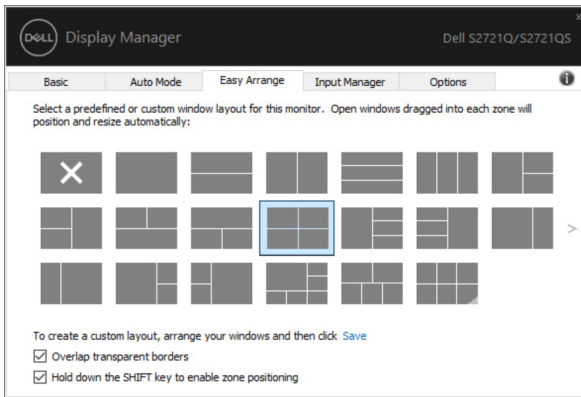 DELL Display Manager
Dell S2721Q/S2721QS
Basic Auto Mode Easy Arrange Input Manager Options
Select a predefined or custom window layout for this monitor. Open windows dragged into each zone will
position and resize automatically:
To create a custom layout, arrange your windows and then click Save
Overlap transparent borders
Hold down the SHIFT key to enable zone positioning